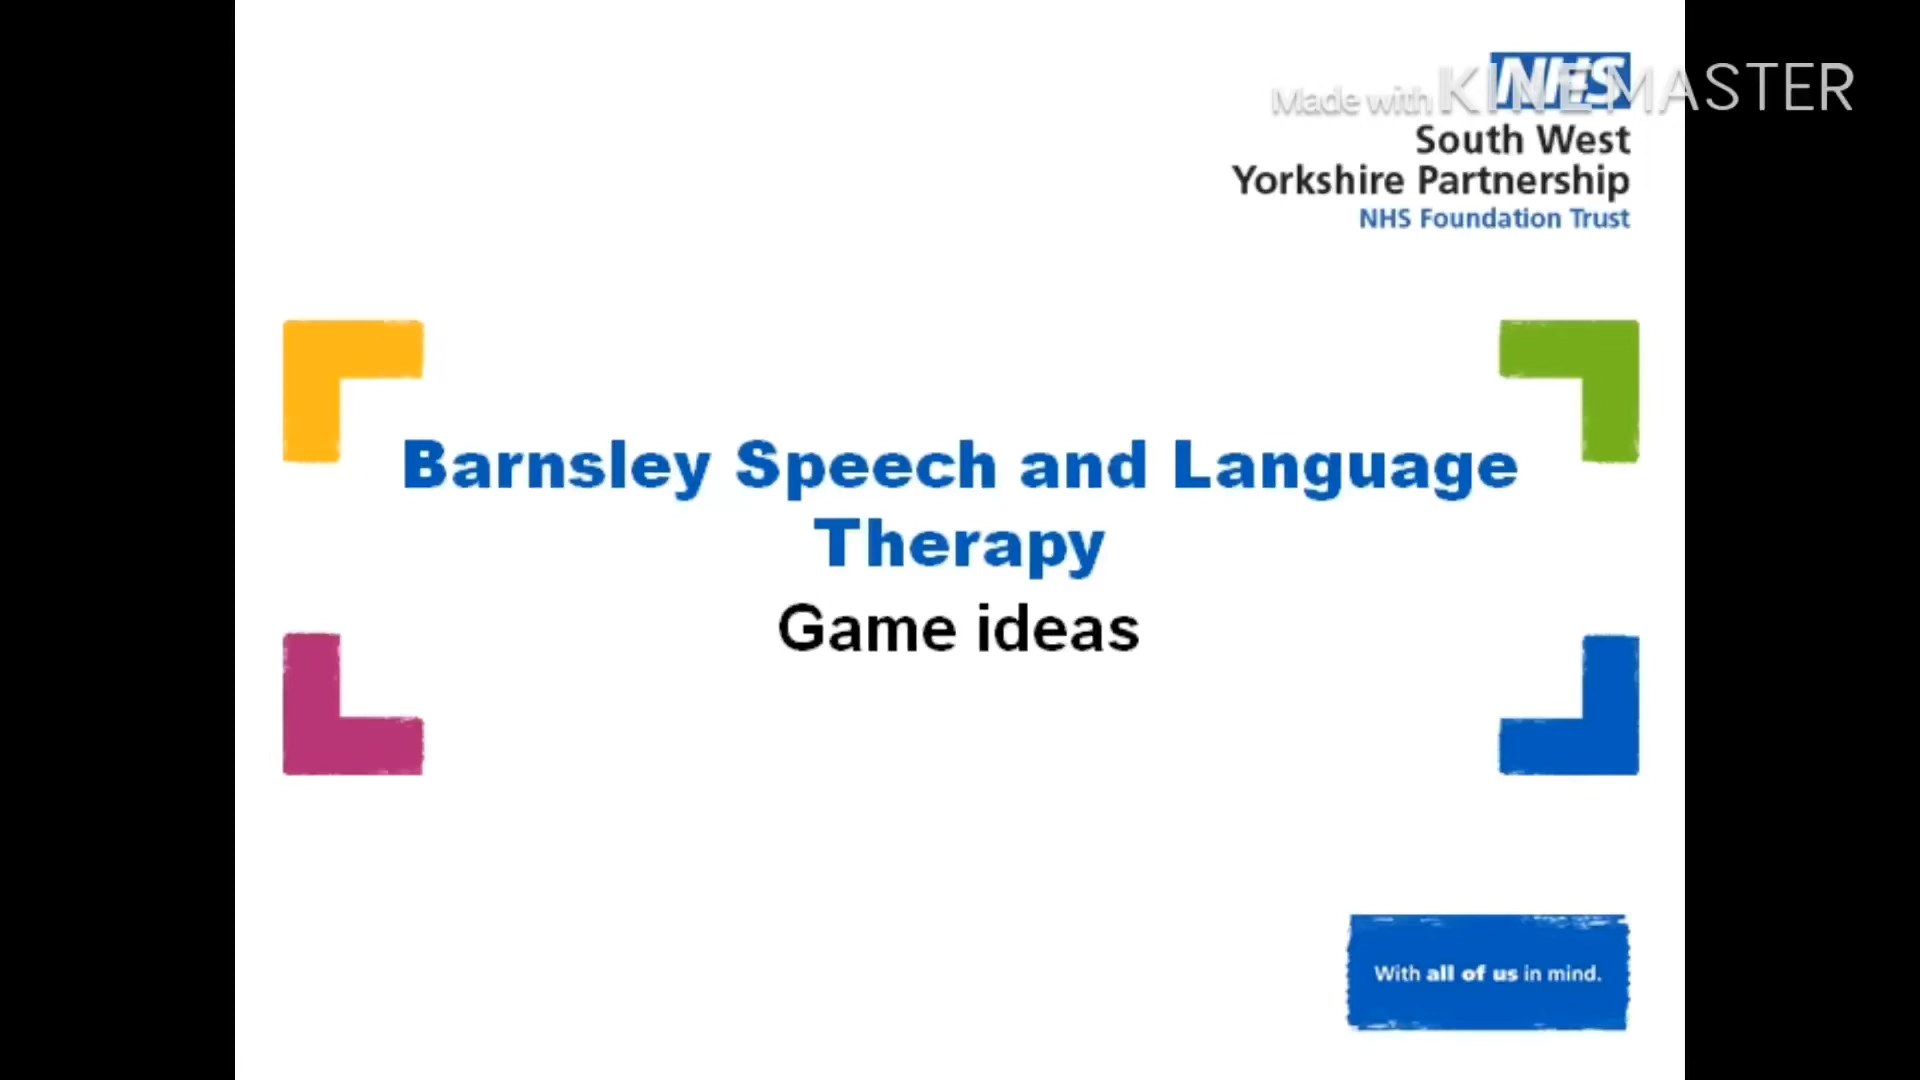 NHS
Made with KINEMASTER
South West
Yorkshire Partnership
NHS Foundation Trust
Barnsley Speech and Language
Therapy
Game ideas
With all of us in mind.